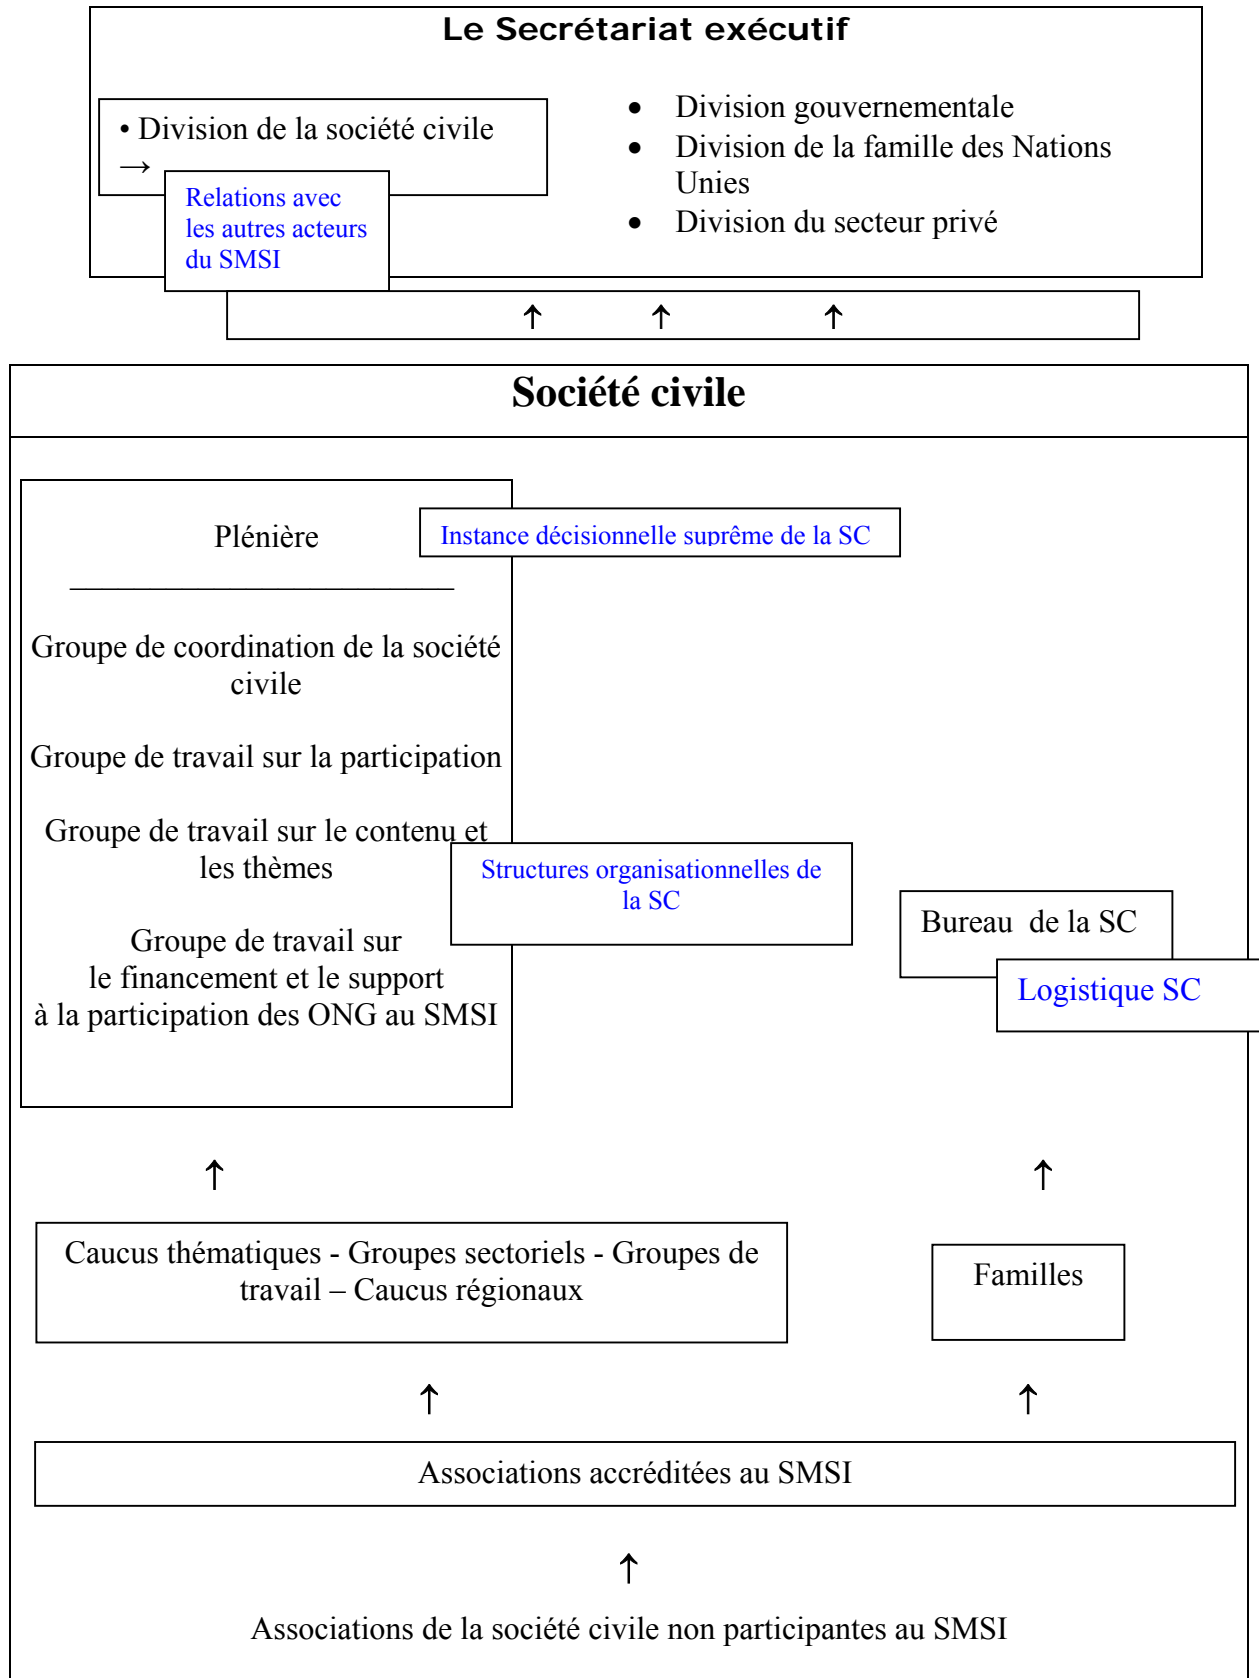 Le Secrétariat exécutif
• Division de la société civile
→
Relations avec
les autres acteurs
du SMSI
• Division gouvernementale
• Division de la famille des Nations
Unies
• Division du secteur privé
↑ ↑ ↑
Société civile
Plénière
Instance décisionnelle suprême de la SC
________________________
Groupe de coordination de la société
civile
Groupe de travail sur la participation
Groupe de travail sur le contenu et
les thèmes
Structures organisationnelles de
la SC
Groupe de travail sur
le financement et le support
à la participation des ONG au SMSI
Bureau de la SC
Logistique SC
↑ ↑
Caucus thématiques - Groupes sectoriels - Groupes de
travail – Caucus régionaux
Familles
↑ ↑
Associations accréditées au SMSI
↑
Associations de la société civile non participantes au SMSI